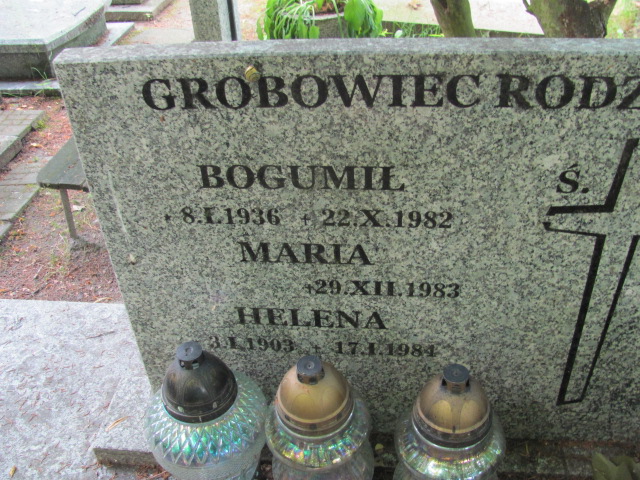 GROBOWIEC RODZ
BOGUMIŁ
Ś.
* 8.I.1936 + 22.X.1982
MARIA
+29.XII.1983
HELENA
3.I.1903 + 17.I.1984